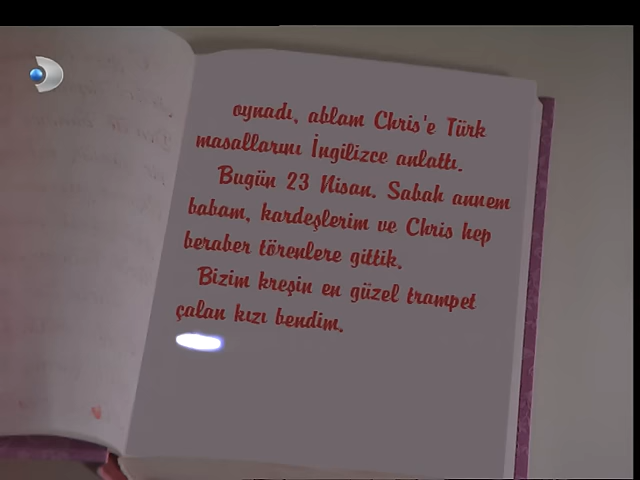 oynadı, ablam Chris'e Türk
masallarını İngilizce anlattı.
Bugün 23 Nisan. Sabah annem
babam, kardeşlerim ve Chris hep
beraber törenlere gittik.
Bizim kreşin en güzel trampet
çalan kızı bendim.